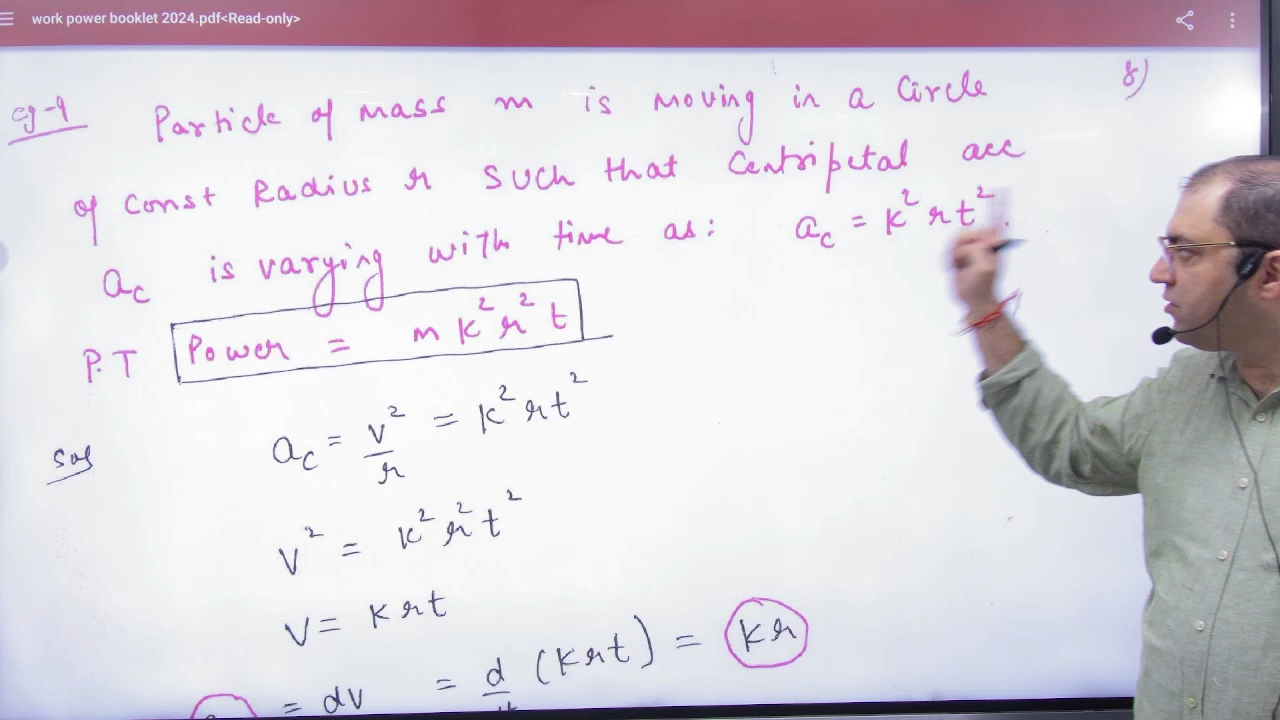 work power booklet 2024.pdf<Read-only>
eg-9 Particle of mass m is moving in a Circle 8)
of const Radius r such that Centripetal acc
ac is varying with time as: ac = k²rt².
P.T Power = mk²r²t
Sol ac = v²/r = k²rt²
v² = k²r²t²
v = krt
= dv = d (krt) = kr